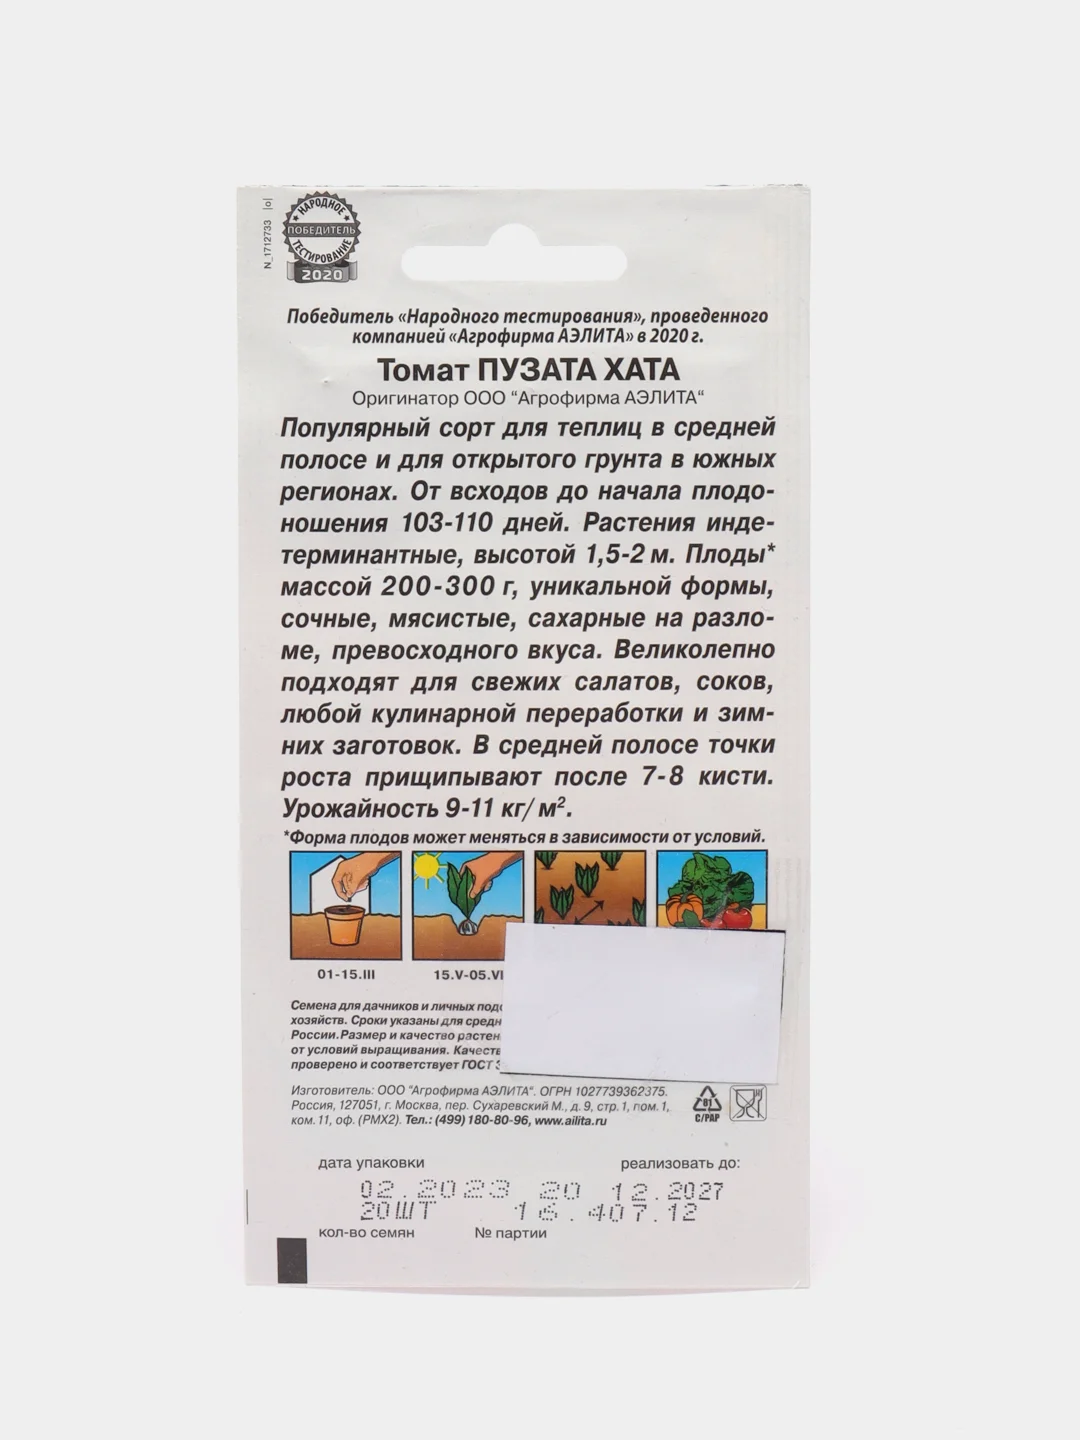 N_1712733 |o|
НАРОДНОЕ
ПОБЕДИТЕЛЬ
ТЕСТИРОВАНИЕ
2020
Победитель «Народного тестирования», проведенного
компанией «Агрофирма АЭЛИТА» в 2020 г.
Томат ПУЗАТА ХАТА
Оригинатор ООО “Агрофирма АЭЛИТА“
Популярный сорт для теплиц в средней
полосе и для открытого грунта в южных
регионах. От всходов до начала плодо-
ношения 103-110 дней. Растения инде-
терминантные, высотой 1,5-2 м. Плоды*
массой 200-300 г, уникальной формы,
сочные, мясистые, сахарные на разло-
ме, превосходного вкуса. Великолепно
подходят для свежих салатов, соков,
любой кулинарной переработки и зим-
них заготовок. В средней полосе точки
роста прищипывают после 7-8 кисти.
Урожайность 9-11 кг/ м².
*Форма плодов может меняться в зависимости от условий.
01-15.III 15.V-05.VI
Семена для дачников и личных
хозяйств. Сроки указаны для
России.Размер и качество
от условий выращивания.
проверено и соответствует ГОСТ
Изготовитель: ООО "Агрофирма АЭЛИТА". ОГРН 1027739362375.
Россия, 127051, г. Москва, пер. Сухаревский М., д. 9, стр. 1, пом. 1,
ком. 11, оф. (РМХ2). Тел.: (499) 180-80-96, www.ailita.ru
81
C/PAP
дата упаковки реализовать до:
02.2023 20 12.2027
20ШТ 16.407.12
кол-во семян № партии